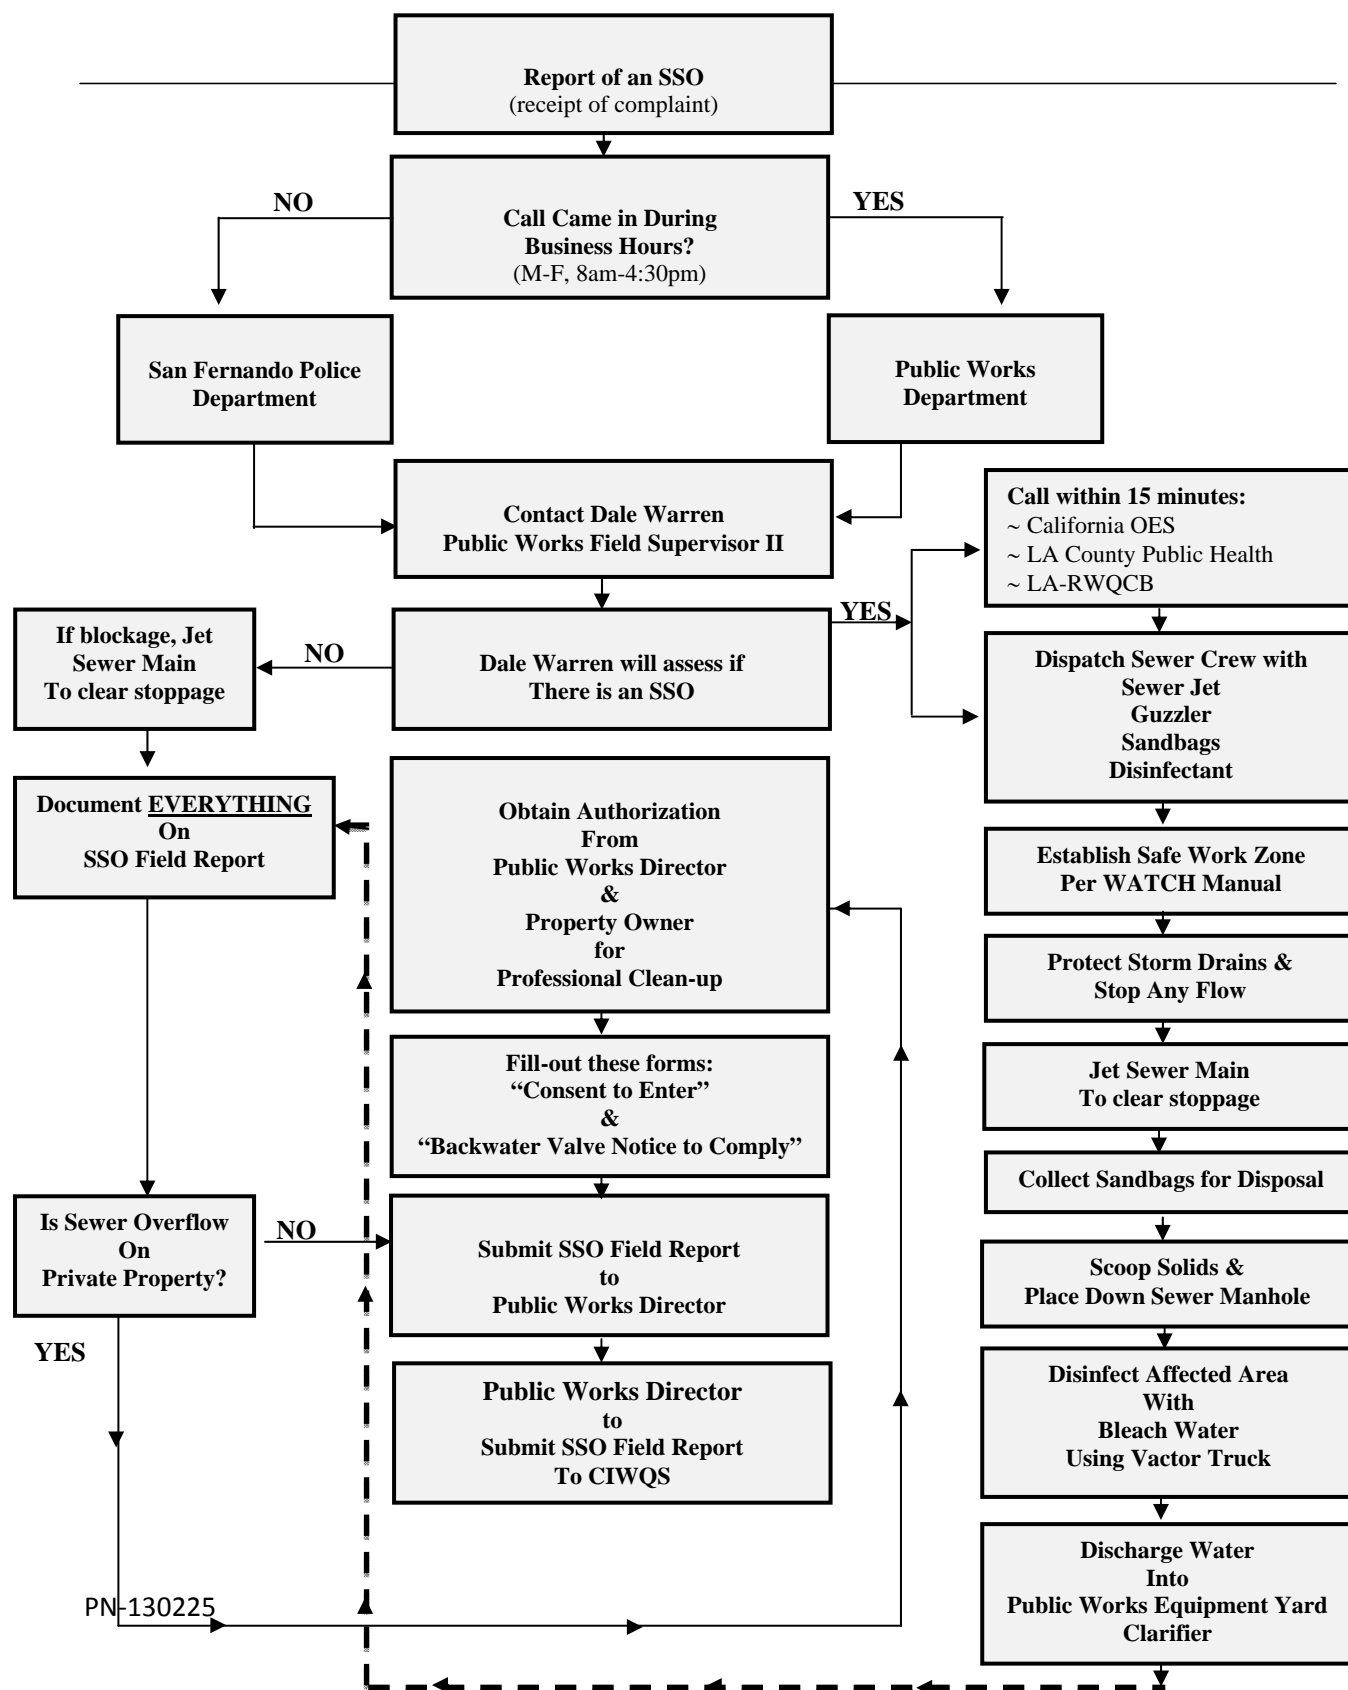 Report of an SSO
(receipt of complaint)
NO
YES
Call Came in During
Business Hours?
(M-F, 8am-4:30pm)
San Fernando Police
Department
Public Works
Department
Contact Dale Warren
Public Works Field Supervisor II
Call within 15 minutes:
~ California OES
~ LA County Public Health
~ LA-RWQCB
If blockage, Jet
Sewer Main
To clear stoppage
NO
Dale Warren will assess if
There is an SSO
YES
Dispatch Sewer Crew with
Sewer Jet
Guzzler
Sandbags
Disinfectant
Document EVERYTHING
On
SSO Field Report
Obtain Authorization
From
Public Works Director
&
Property Owner
for
Professional Clean-up
Establish Safe Work Zone
Per WATCH Manual
Protect Storm Drains &
Stop Any Flow
Fill-out these forms:
“Consent to Enter”
&
“Backwater Valve Notice to Comply”
Jet Sewer Main
To clear stoppage
Collect Sandbags for Disposal
Is Sewer Overflow
On
Private Property?
NO
YES
Submit SSO Field Report
to
Public Works Director
Scoop Solids &
Place Down Sewer Manhole
Public Works Director
to
Submit SSO Field Report
To CIWQS
Disinfect Affected Area
With
Bleach Water
Using Vactor Truck
Discharge Water
Into
Public Works Equipment Yard
Clarifier
PN-130225